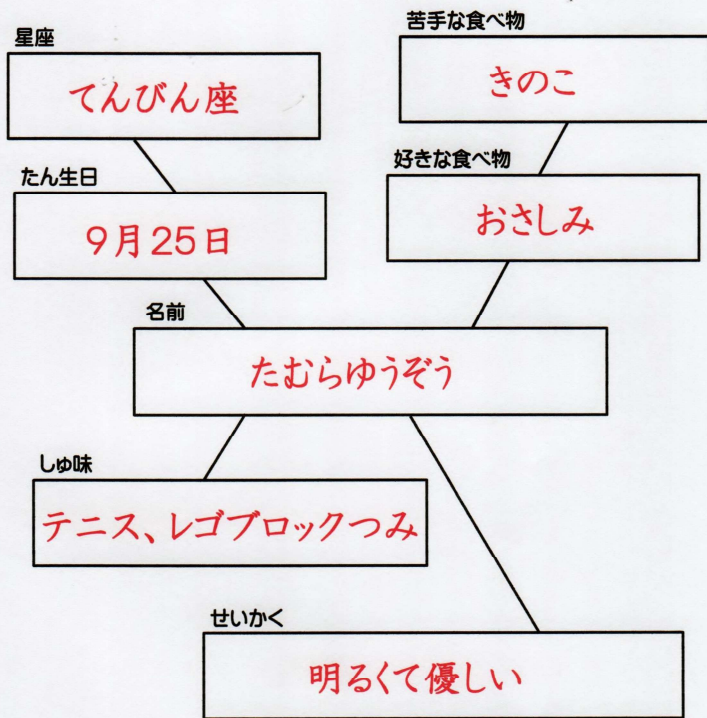 星座
てんびん座
苦手な食べ物
きのこ
たん生日
9月25日
好きな食べ物
おさしみ
名前
たむらゆうぞう
しゅ味
テニス、レゴブロックつみ
せいかく
明るくて優しい